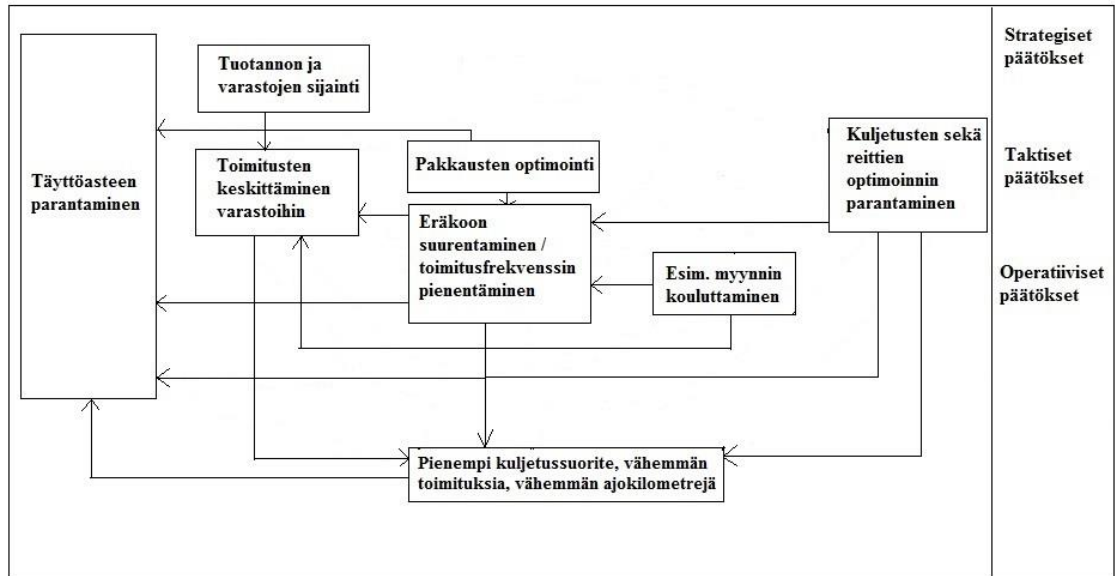 Tuotannon ja
varastojen sijainti
Täyttöasteen
parantaminen
Toimitusten
keskittäminen
varastoihin
Pakkausten optimointi
Eräkoon
suurentaminen /
toimitusfrekvenssin
pienentäminen
Esim. myynnin
kouluttaminen
Kuljetusten sekä
reittien
optimoinnin
parantaminen
Pienempi kuljetussuorite, vähemmän
toimituksia, vähemmän ajokilometrejä
Strategiset
päätökset
Taktiset
päätökset
Operatiiviset
päätökset